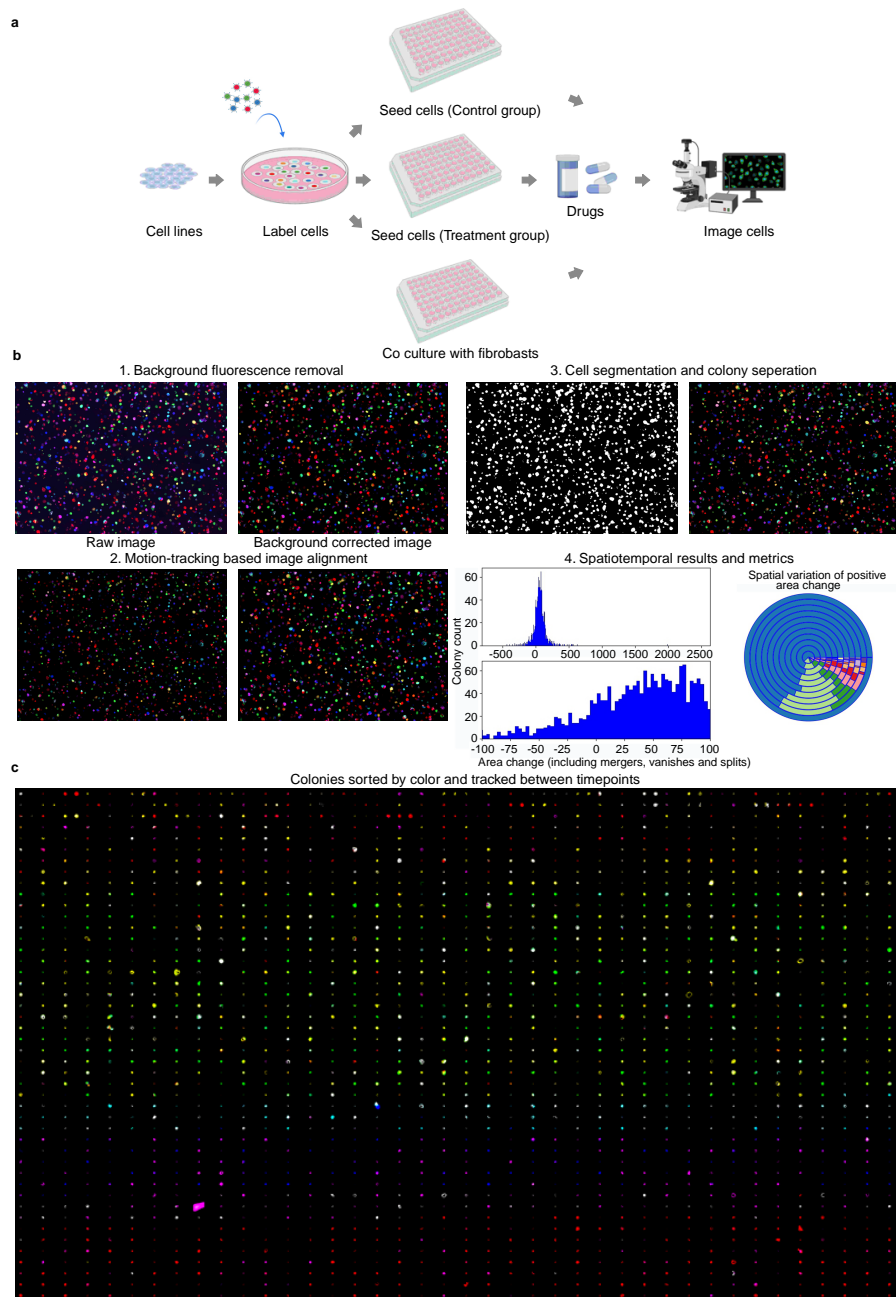 a
Seed cells (Control group)
Cell lines
Label cells
Seed cells (Treatment group)
Drugs
Image cells
Co culture with fibrobasts
b
1. Background fluorescence removal
3. Cell segmentation and colony seperation
Raw image
Background corrected image
2. Motion-tracking based image alignment
4. Spatiotemporal results and metrics
Colony count
60
40
20
0
-500
0
500
1000
1500
2000
2500
60
40
20
0
-100
-75
-50
-25
0
25
50
75
100
Area change (including mergers, vanishes and splits)
Spatial variation of positive
area change
c
Colonies sorted by color and tracked between timepoints